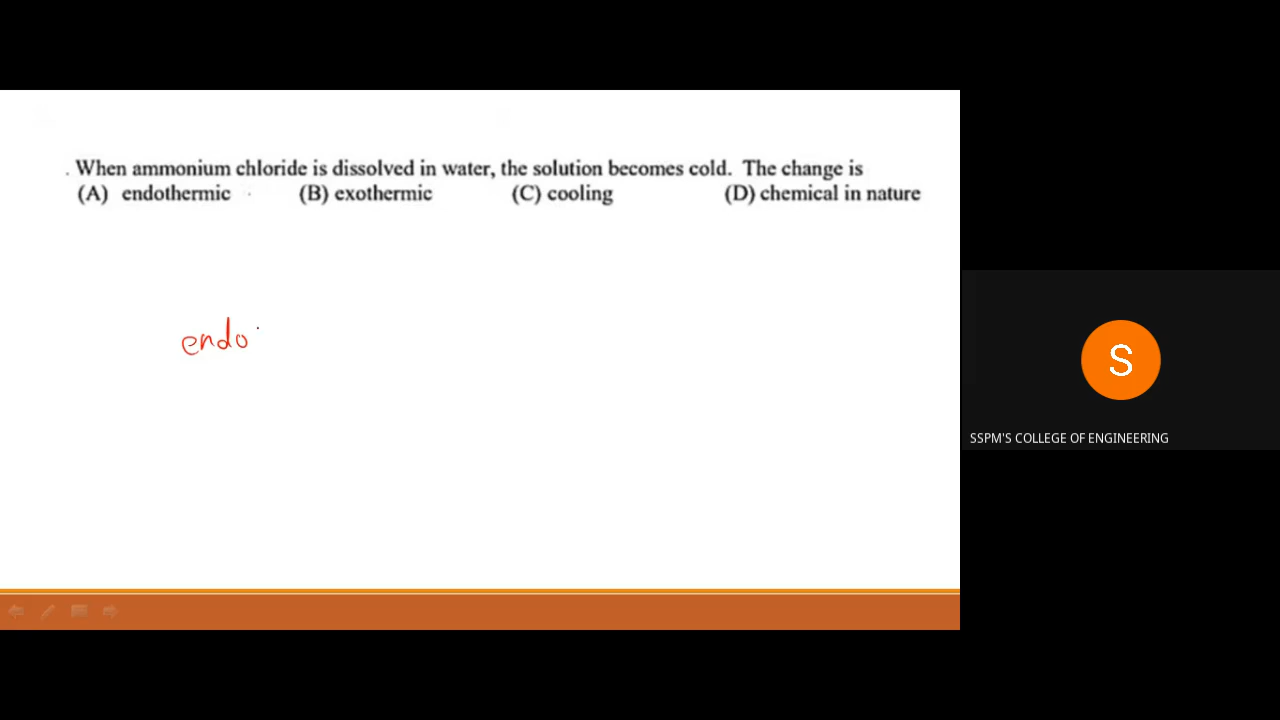 . When ammonium chloride is dissolved in water, the solution becomes cold. The change is
(A) endothermic (B) exothermic (C) cooling (D) chemical in nature
endo
S
SSPM'S COLLEGE OF ENGINEERING